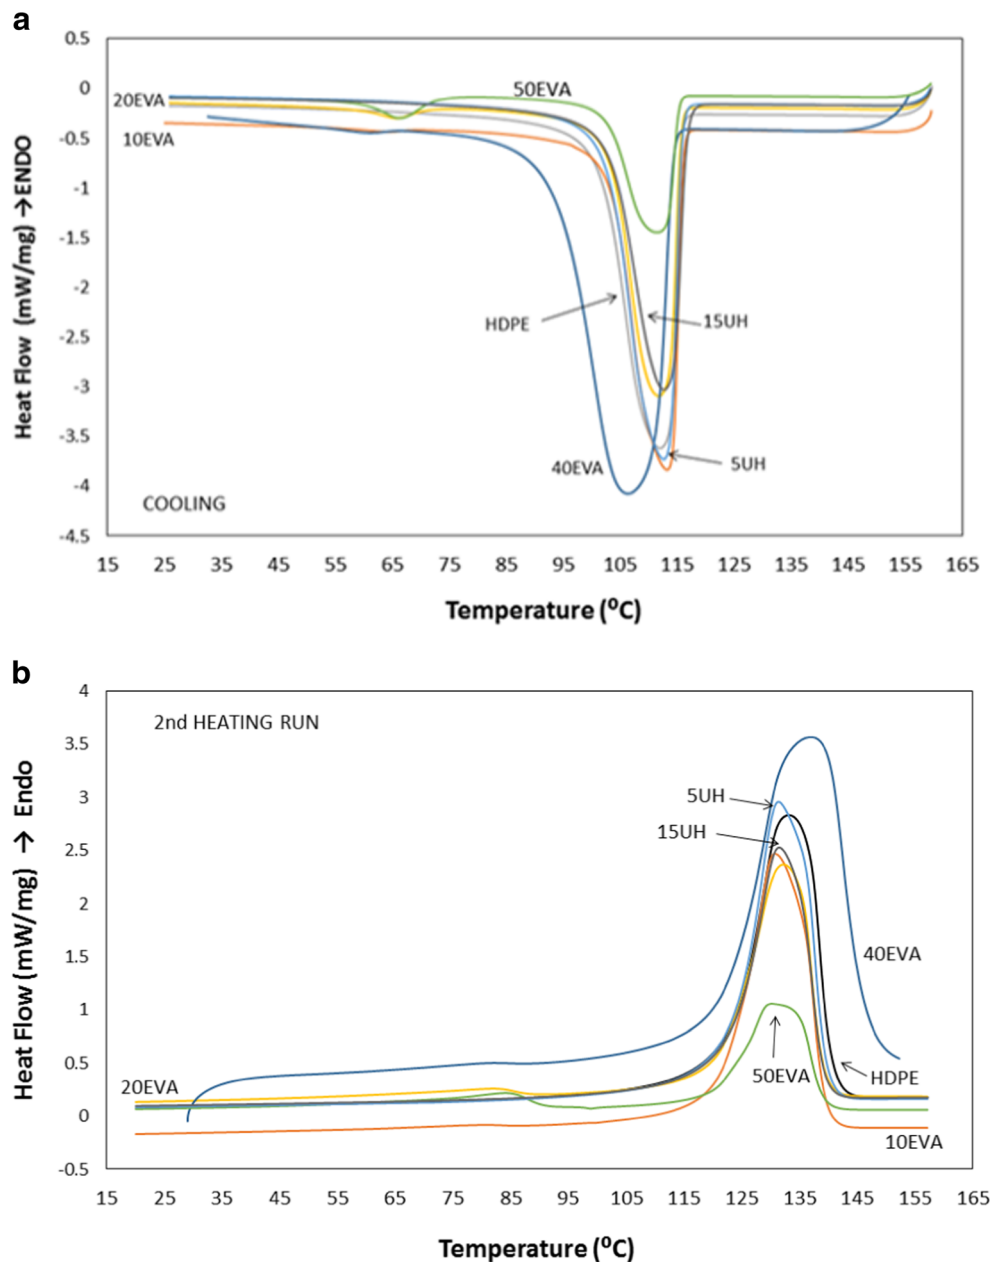 a
0.5
0
-0.5
-1
-1.5
-2
-2.5
-3
-3.5
-4
-4.5
Heat Flow (mW/mg) →ENDO
20EVA
10EVA
50EVA
HDPE
15UH
40EVA
5UH
COOLING
15 25 35 45 55 65 75 85 95 105 115 125 135 145 155 165
Temperature (⁰C)
b
4
3.5
3
2.5
2
1.5
1
0.5
0
-0.5
Heat Flow (mW/mg) → Endo
2nd HEATING RUN
5UH
15UH
40EVA
20EVA
50EVA
HDPE
10EVA
15 25 35 45 55 65 75 85 95 105 115 125 135 145 155 165
Temperature (⁰C)